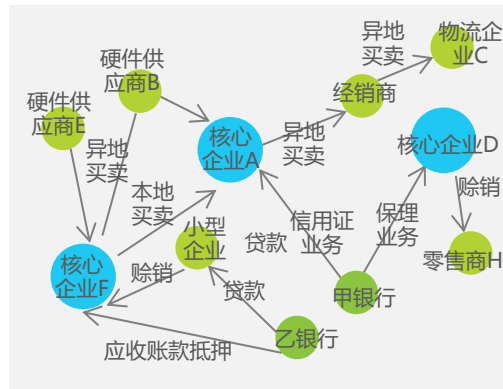 异地
买卖
物流企
业C
硬件供
应商B
经销商
硬件供
应商E
核心
企业A
异地
买卖
核心企业D
异地
买卖
本地
买卖
赊销
小型
企业
贷款
信用证
业务
保理
业务
零售商H
核心
企业F
赊销
贷款
甲银行
乙银行
应收账款抵押